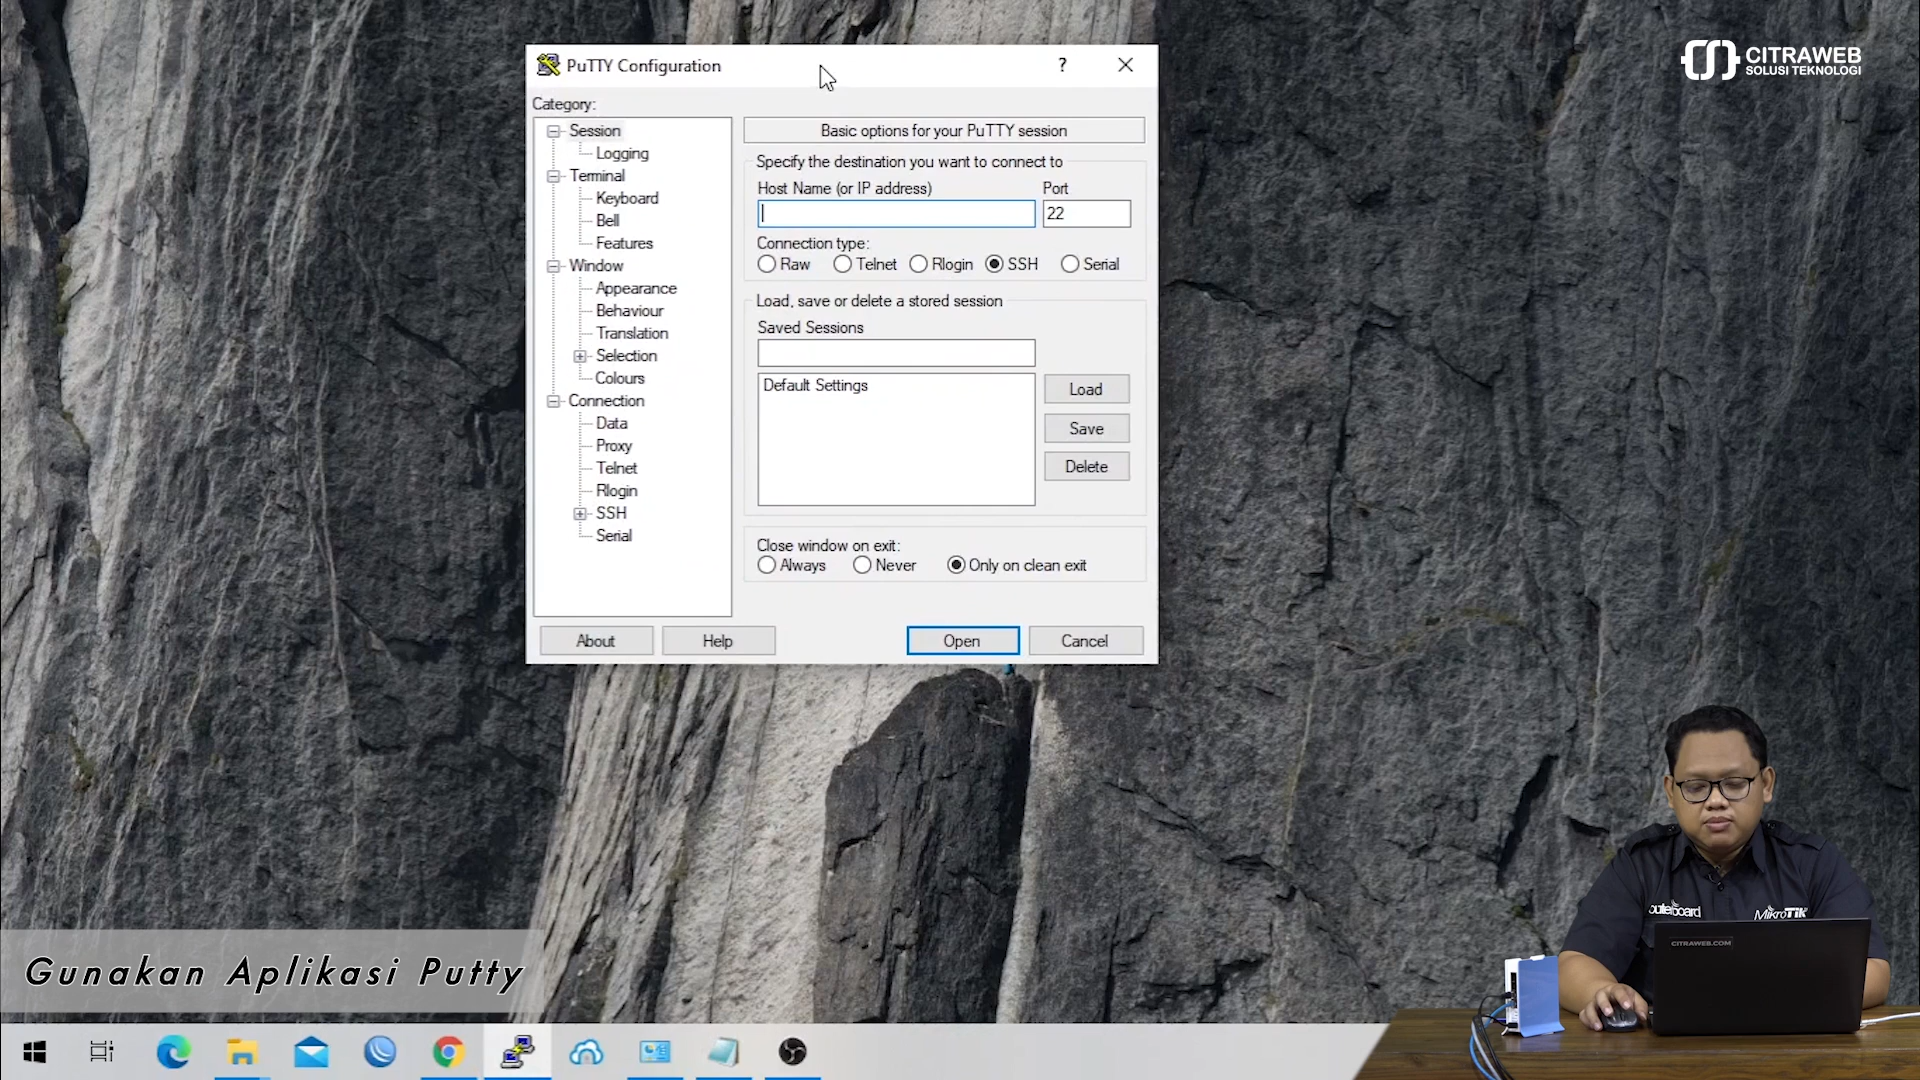 PuTTY Configuration
?
CITRAWEB
SOLUSI TEKNOLOGI
Category:
Session
Logging
Terminal
Keyboard
Bell
Features
Window
Appearance
Behaviour
Translation
Selection
Colours
Connection
Data
Proxy
Telnet
Rlogin
SSH
Serial
Basic options for your PuTTY session
Specify the destination you want to connect to
Host Name (or IP address) Port
22
Connection type:
Raw Telnet Rlogin SSH Serial
Load, save or delete a stored session
Saved Sessions
Default Settings
Load
Save
Delete
Close window on exit:
Always Never Only on clean exit
About Help Open Cancel
routerboard MikroTik
CITRAWEB.COM
Gunakan Aplikasi Putty